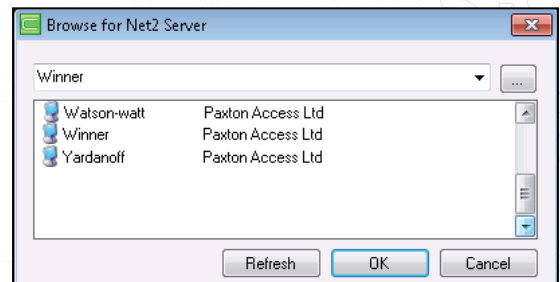 Browse for Net2 Server
Winner
...
Watson-watt Paxton Access Ltd
Winner Paxton Access Ltd
Yardanoff Paxton Access Ltd
Refresh OK Cancel